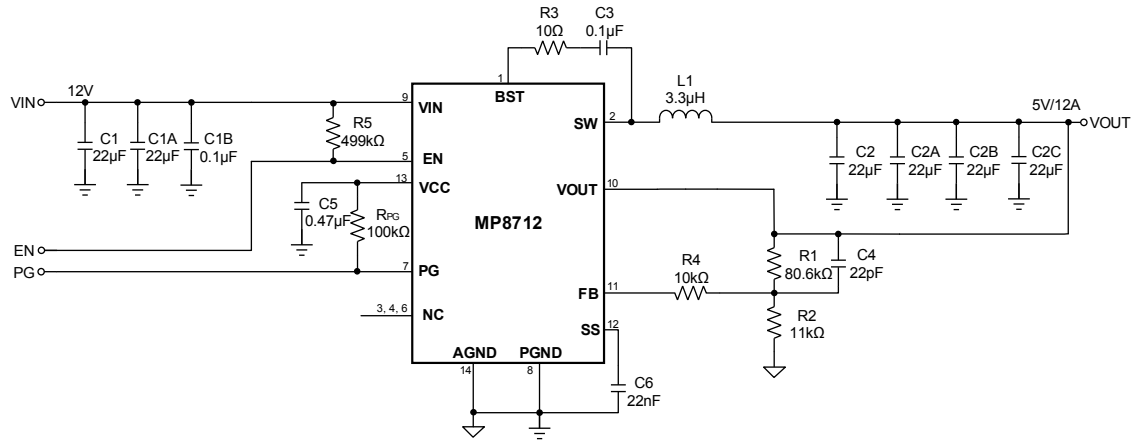 R3
10Ω
C3
0.1µF
1
BST
VIN
12V
9
VIN
L1
3.3µH
5V/12A
VOUT
SW
2
C1
22µF
C1A
22µF
C1B
0.1µF
R5
499kΩ
5
EN
C2
22µF
C2A
22µF
C2B
22µF
C2C
22µF
13
VCC
VOUT
10
C5
0.47µF
RPG
100kΩ
MP8712
EN
PG
7
PG
R4
10kΩ
R1
80.6kΩ
C4
22pF
FB
11
3, 4, 6
NC
SS
12
R2
11kΩ
AGND
PGND
14
8
C6
22nF